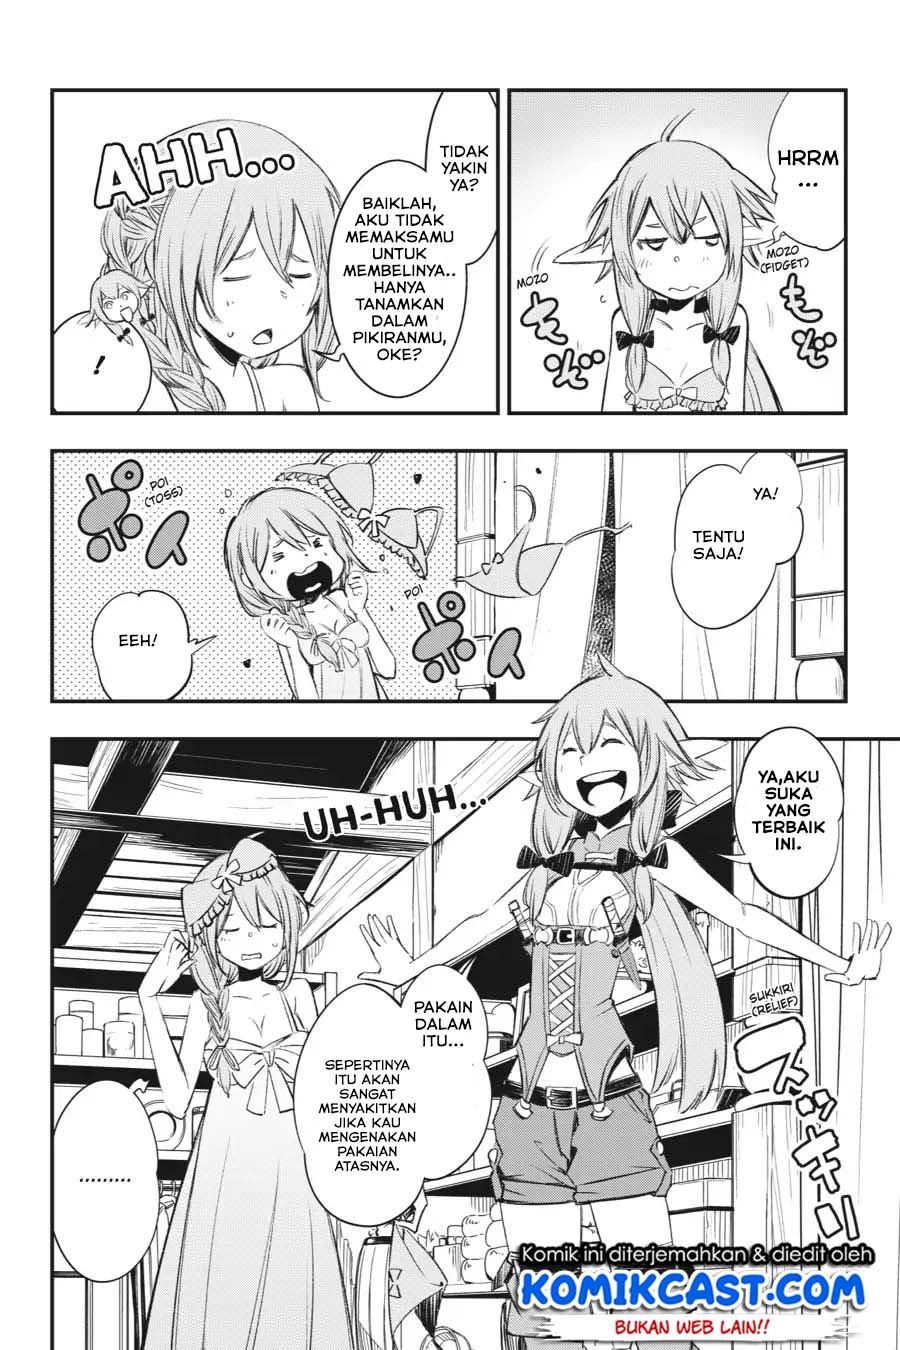 AHH...
TIDAK
YAKIN
YA?
BAIKLAH,
AKU TIDAK
MEMAKSAMU
UNTUK
MEMBELINYA..
HANYA
TANAMKAN
DALAM
PIKIRANMU,
OKE?
!
HRRM
...
MOZO
MOZO
(FIDGET)
もぞ
もぞ
POI
(TOSS)
ポイ
EEH!
POI
ポイ
YA!
TENTU
SAJA!
UH-HUH...
YA,AKU
SUKA
YANG
TERBAIK
INI.
PAKAIN
DALAM
ITU...
SEPERTINYA
ITU AKAN
SANGAT
MENYAKITKAN
JIKA KAU
MENGENAKAN
PAKAIAN
ATASNYA.
..........
SUKKIRI
(RELIEF)
スッキリ
Komik ini diterjemahkan & diedit oleh
KOMIKCAST.COM
BUKAN WEB LAIN!!